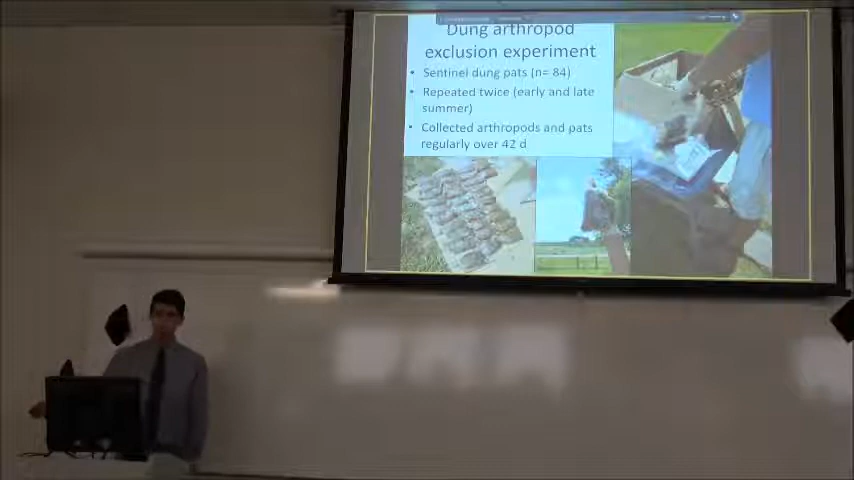 Dung arthropod
exclusion experiment
• Sentinel dung pats (n= 84)
• Repeated twice (early and late
summer)
• Collected arthropods and pats
regularly over 42 d